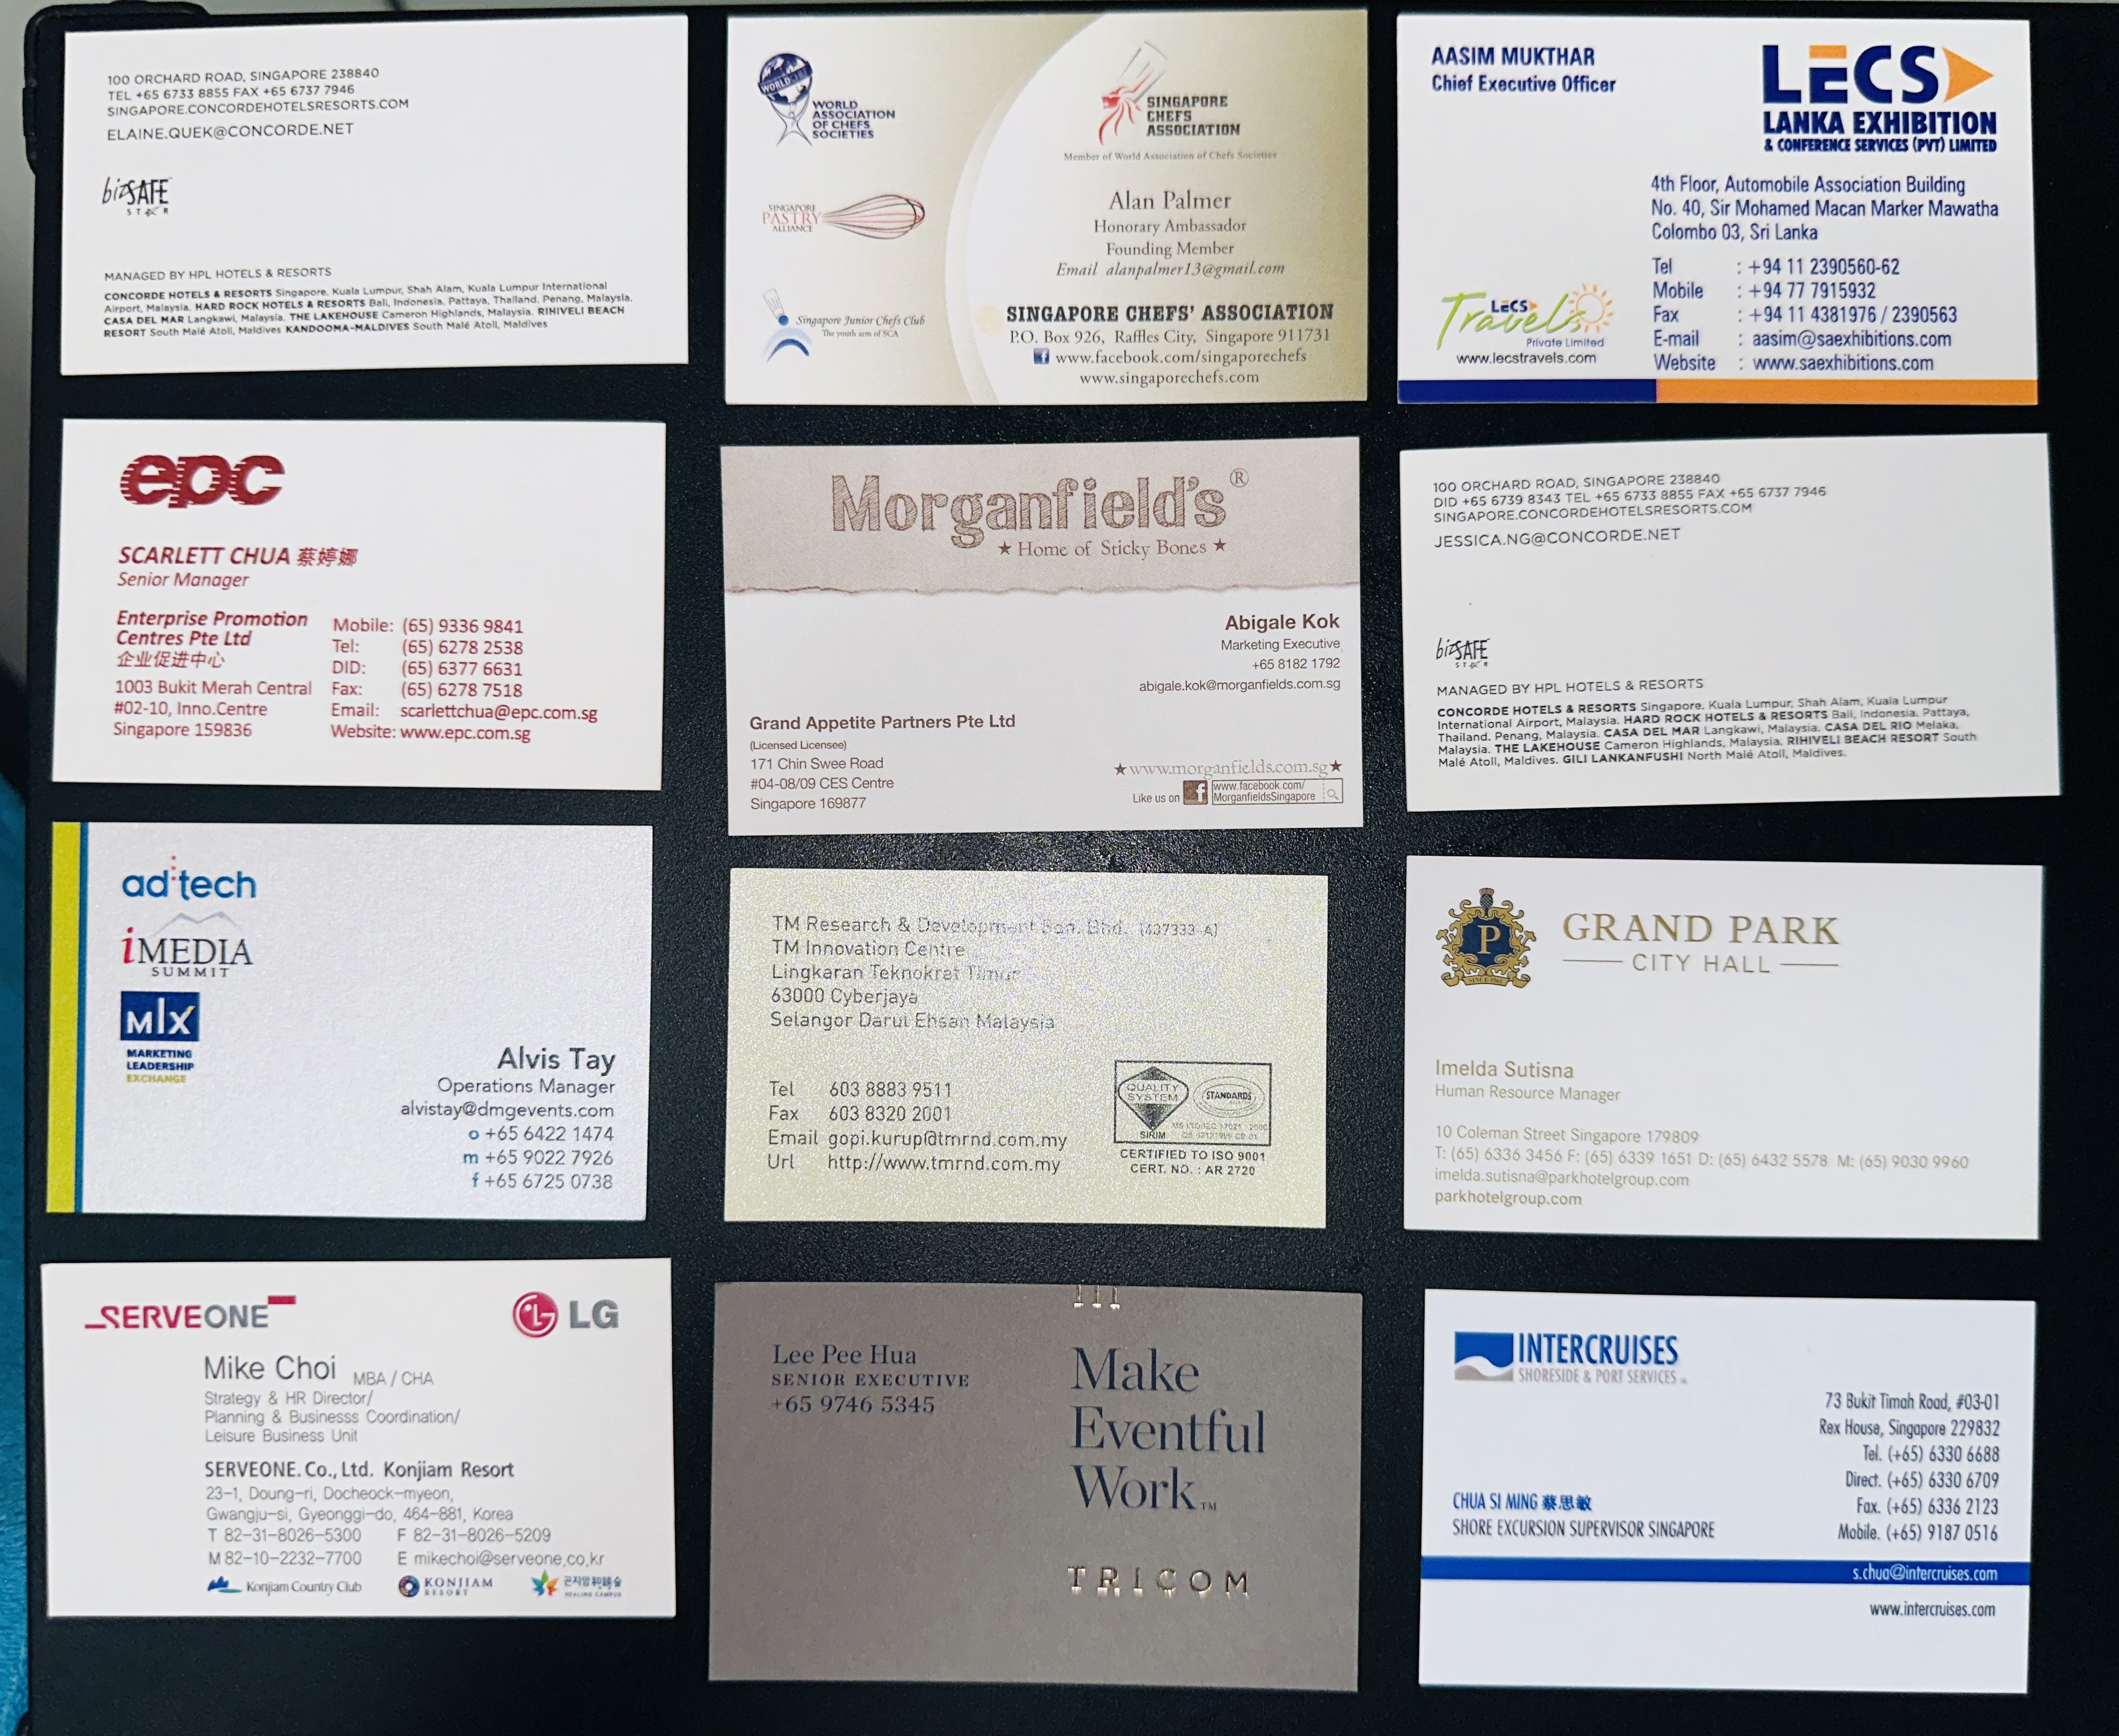 100 ORCHARD ROAD, SINGAPORE 238840
TEL +65 6733 8855 FAX +65 6737 7946
SINGAPORE.CONCORDEHOTELSRESORTS.COM
ELAINE.QUEK@CONCORDE.NET
bizSAFE
STAR
MANAGED BY HPL HOTELS & RESORTS
CONCORDE HOTELS & RESORTS Singapore. Kuala Lumpur, Shah Alam, Kuala Lumpur International
Airport, Malaysia. HARD ROCK HOTELS & RESORTS Bali, Indonesia. Pattaya, Thailand. Penang, Malaysia.
CASA DEL MAR Langkawi, Malaysia. THE LAKEHOUSE Cameron Highlands, Malaysia. RIHIVELI BEACH
RESORT South Malé Atoll, Maldives KANDOOMA-MALDIVES South Malé Atoll, Maldives
WORLD
WORLD
ASSOCIATION
OF CHEFS
SOCIETIES
SINGAPORE
PASTRY
ALLIANCE
Singapore Junior Chefs Club
The youth arm of SCA
SINGAPORE
CHEFS
ASSOCIATION
Member of World Association of Chefs Societies
Alan Palmer
Honorary Ambassador
Founding Member
Email alanpalmer13@gmail.com
SINGAPORE CHEFS' ASSOCIATION
P.O. Box 926, Raffles City, Singapore 911731
f www.facebook.com/singaporechefs
www.singaporechefs.com
AASIM MUKTHAR
Chief Executive Officer
LECS
LANKA EXHIBITION
& CONFERENCE SERVICES (PVT) LIMITED
4th Floor, Automobile Association Building
No. 40, Sir Mohamed Macan Marker Mawatha
Colombo 03, Sri Lanka
Tel : +94 11 2390560-62
Mobile : +94 77 7915932
Fax : +94 11 4381976 / 2390563
E-mail : aasim@saexhibitions.com
Website : www.saexhibitions.com
LECS
Travels
Private Limited
www.lecstravels.com
epc
SCARLETT CHUA 蔡婷娜
Senior Manager
Enterprise Promotion
Centres Pte Ltd
企业促进中心
1003 Bukit Merah Central
#02-10, Inno.Centre
Singapore 159836
Mobile: (65) 9336 9841
Tel: (65) 6278 2538
DID: (65) 6377 6631
Fax: (65) 6278 7518
Email: scarlettchua@epc.com.sg
Website: www.epc.com.sg
Morganfield's®
★ Home of Sticky Bones ★
Abigale Kok
Marketing Executive
+65 8182 1792
abigale.kok@morganfields.com.sg
Grand Appetite Partners Pte Ltd
(Licensed Licensee)
171 Chin Swee Road
#04-08/09 CES Centre
Singapore 169877
★www.morganfields.com.sg★
Like us on f www.facebook.com/
MorganfieldsSingapore
100 ORCHARD ROAD, SINGAPORE 238840
DID +65 6739 8343 TEL +65 6733 8855 FAX +65 6737 7946
SINGAPORE.CONCORDEHOTELSRESORTS.COM
JESSICA.NG@CONCORDE.NET
bizSAFE
STAR
MANAGED BY HPL HOTELS & RESORTS
CONCORDE HOTELS & RESORTS Singapore. Kuala Lumpur, Shah Alam, Kuala Lumpur
International Airport, Malaysia. HARD ROCK HOTELS & RESORTS Bali, Indonesia. Pattaya,
Thailand. Penang, Malaysia. CASA DEL MAR Langkawi, Malaysia. CASA DEL RIO Melaka,
Malaysia. THE LAKEHOUSE Cameron Highlands, Malaysia. RIHIVELI BEACH RESORT South
Malé Atoll, Maldives. GILI LANKANFUSHI North Malé Atoll, Maldives.
ad:tech
iMEDIA
SUMMIT
MLX
MARKETING
LEADERSHIP
EXCHANGE
Alvis Tay
Operations Manager
alvistay@dmgevents.com
o +65 6422 1474
m +65 9022 7926
f +65 6725 0738
TM Research & Development Sdn. Bhd. (437333-A)
TM Innovation Centre
Lingkaran Teknokrat Timur
63000 Cyberjaya
Selangor Darul Ehsan Malaysia
Tel 603 8883 9511
Fax 603 8320 2001
Email gopi.kurup@tmrnd.com.my
Url http://www.tmrnd.com.my
QUALITY
SYSTEM
SIRIM
STANDARDS
CERTIFIED TO ISO 9001
CERT. NO. : AR 2720
P
GRAND PARK
CITY HALL
Imelda Sutisna
Human Resource Manager
10 Coleman Street Singapore 179809
T: (65) 6336 3456 F: (65) 6339 1651 D: (65) 6432 5578 M: (65) 9030 9960
imelda.sutisna@parkhotelgroup.com
parkhotelgroup.com
SERVEONE
LG
Mike Choi MBA / CHA
Strategy & HR Director/
Planning & Businesss Coordination/
Leisure Business Unit
SERVEONE. Co., Ltd. Konjiam Resort
23-1, Doung-ri, Docheock-myeon,
Gwangju-si, Gyeonggi-do, 464-881, Korea
T 82-31-8026-5300 F 82-31-8026-5209
M 82-10-2232-7700 E mikechoi@serveone.co.kr
Konjiam Country Club
KONJIAM
RESORT
HEALING CAMPUS
Lee Pee Hua
SENIOR EXECUTIVE
+65 9746 5345
Make
Eventful
Work™
TRICOM
INTERCRUISES
SHORESIDE & PORT SERVICES
73 Bukit Timah Road, #03-01
Rex House, Singapore 229832
Tel. (+65) 6330 6688
Direct. (+65) 6330 6709
Fax. (+65) 6336 2123
Mobile. (+65) 9187 0516
CHUA SI MING 蔡思敏
SHORE EXCURSION SUPERVISOR SINGAPORE
s.chua@intercruises.com
www.intercruises.com